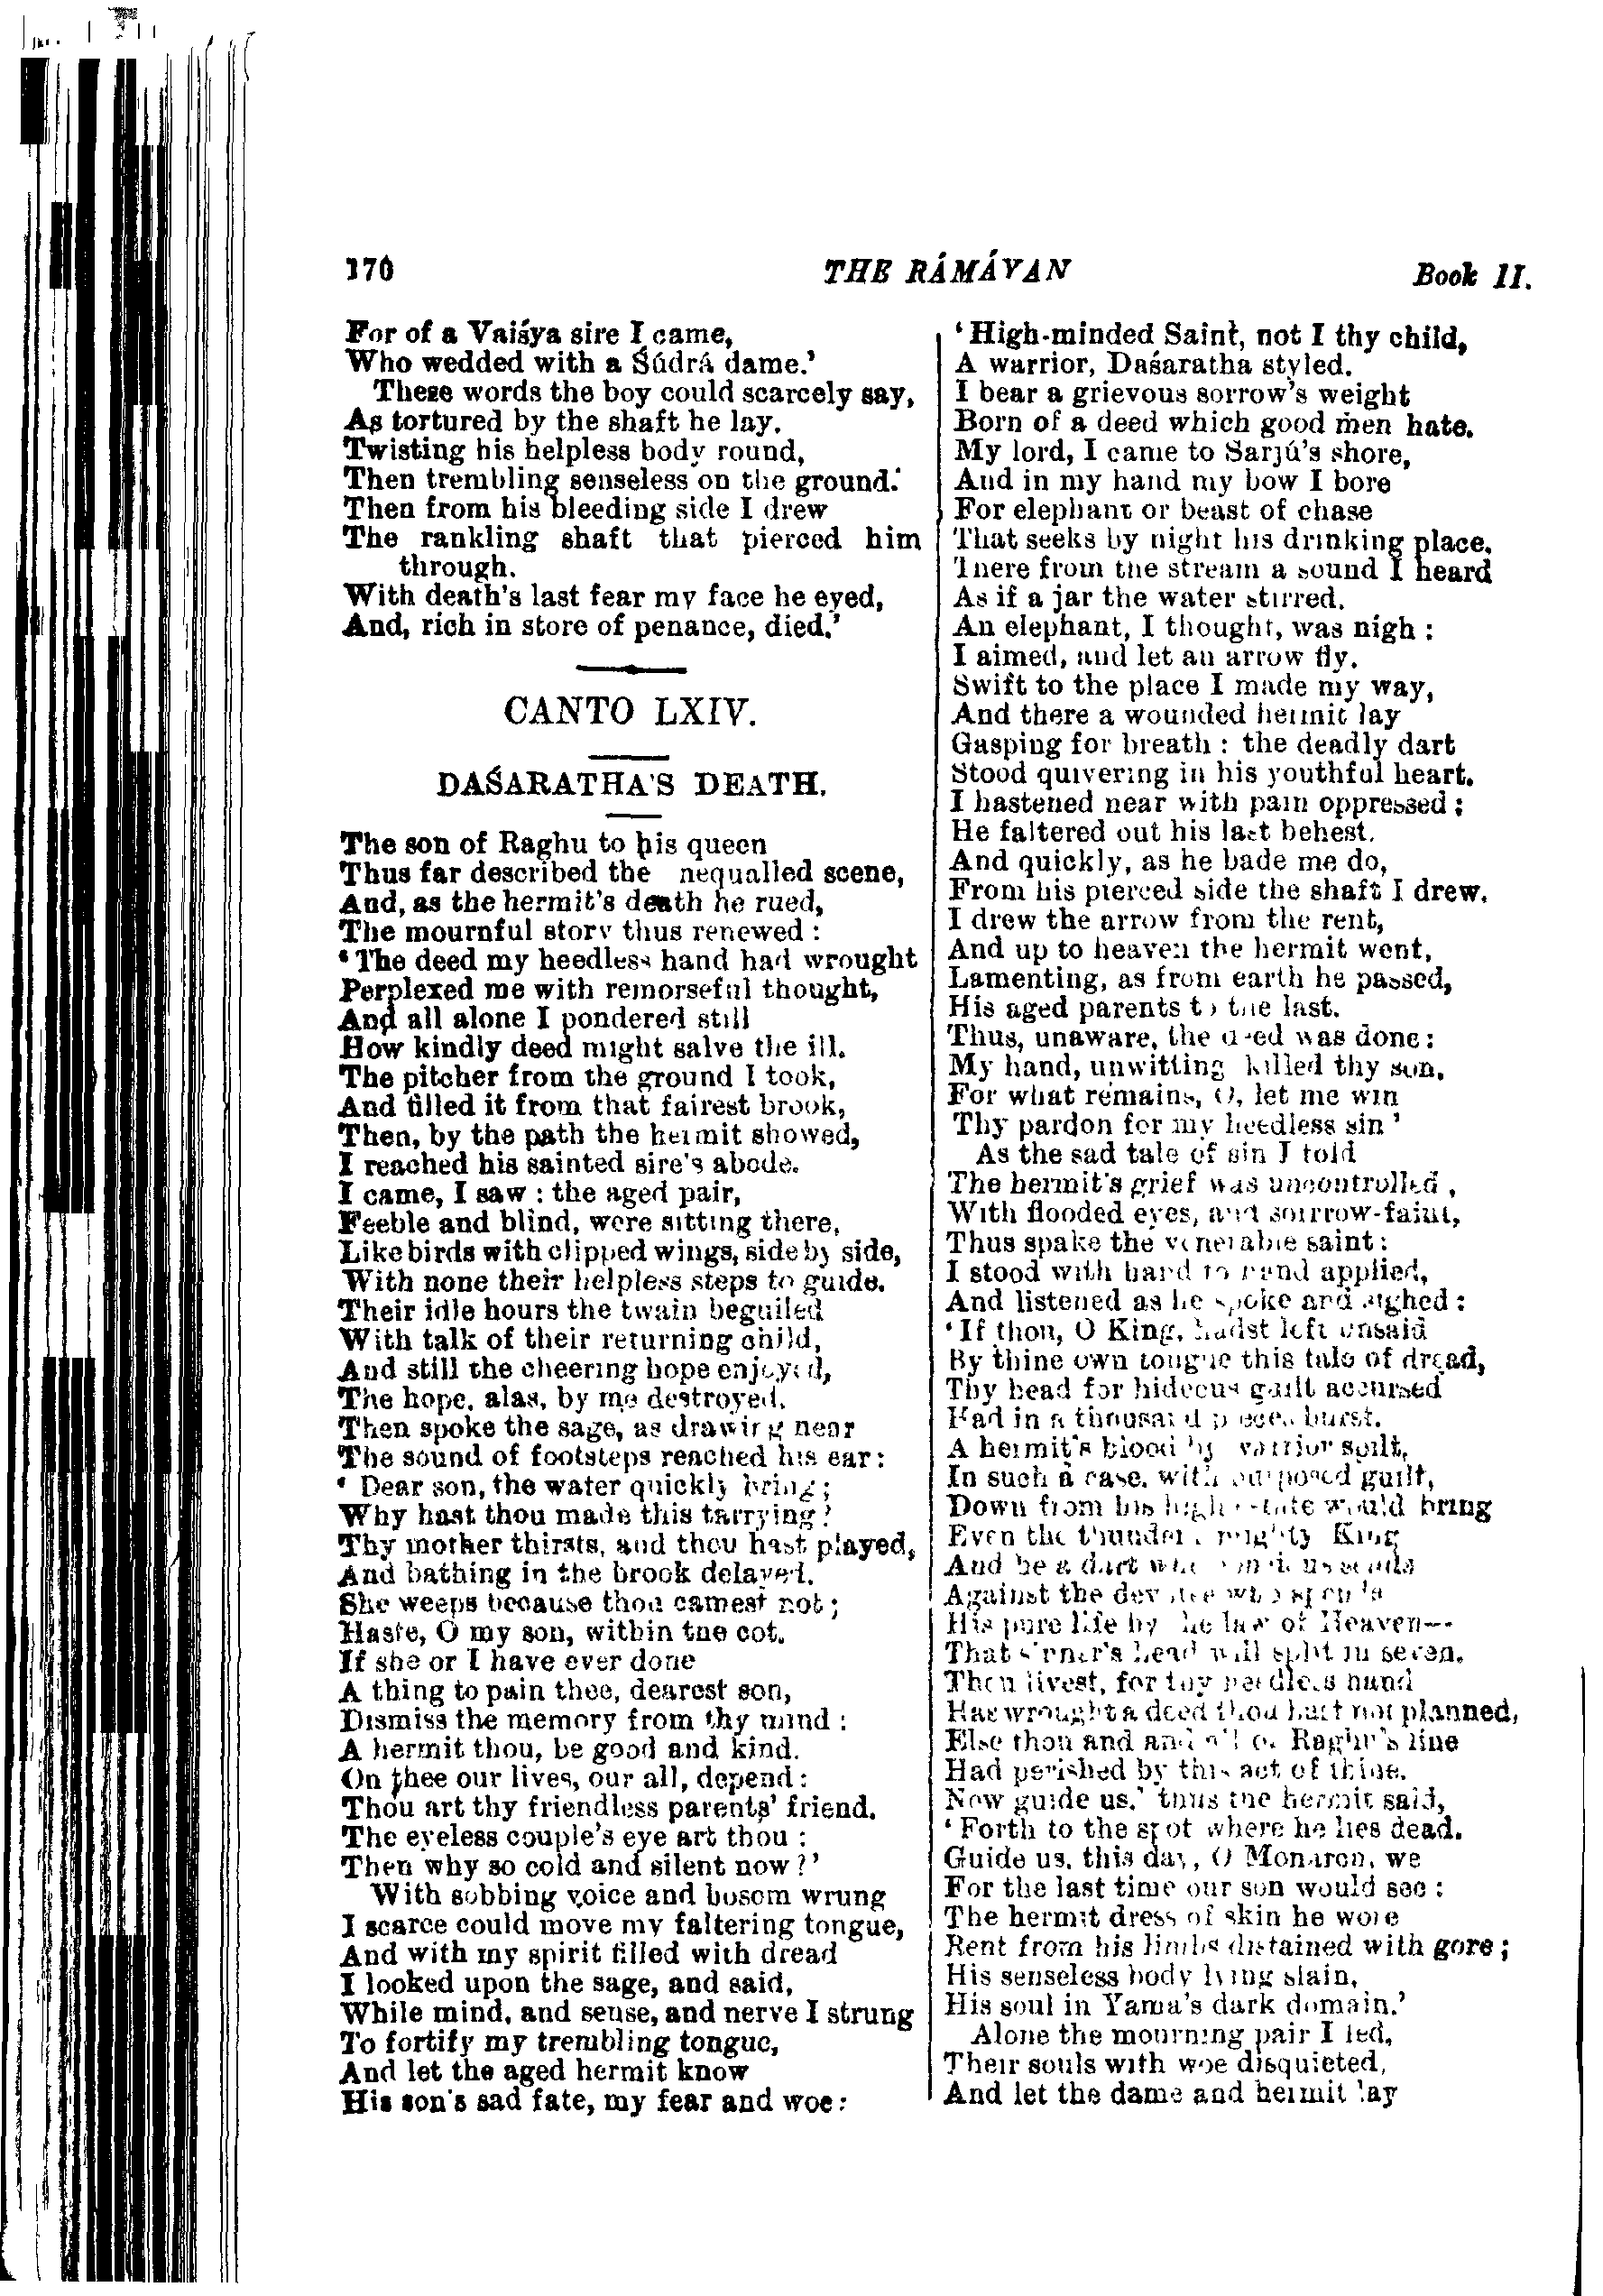 170
THE RÁMÁYAN
Book II.
For of a Vaiśya sire I came,
Who wedded with a Śúdrá dame.'
These words the boy could scarcely say,
As tortured by the shaft he lay,
Twisting his helpless body round,
Then trembling senseless on the ground.
Then from his bleeding side I drew
The rankling shaft that pierced him
through.
With death's last fear my face he eyed,
And, rich in store of penance, died.'
CANTO LXIV.
DAŚARATHA'S DEATH.
The son of Raghu to his queen
Thus far described the nequalled scene,
And, as the hermit's death he rued,
The mournful story thus renewed:
'The deed my heedless hand had wrought
Perplexed me with remorseful thought,
And all alone I pondered still
How kindly deed might salve the ill.
The pitcher from the ground I took,
And filled it from that fairest brook,
Then, by the path the hermit showed,
I reached his sainted sire's abode.
I came, I saw: the aged pair,
Feeble and blind, were sitting there,
Like birds with clipped wings, side by side,
With none their helpless steps to guide.
Their idle hours the twain beguiled
With talk of their returning child,
And still the cheering hope enjoyed,
The hope, alas, by me destroyed.
Then spoke the sage, as drawing near
The sound of footsteps reached his ear:
'Dear son, the water quickly bring;
Why hast thou made this tarrying?
Thy mother thirsts, and thou hast played,
And bathing in the brook delayed.
She weeps because thou camest not;
Haste, O my son, within the cot.
If she or I have ever done
A thing to pain thee, dearest son,
Dismiss the memory from thy mind:
A hermit thou, be good and kind.
On thee our lives, our all, depend:
Thou art thy friendless parents' friend.
The eyeless couple's eye art thou:
Then why so cold and silent now?'
With sobbing voice and bosom wrung
I scarce could move my faltering tongue,
And with my spirit filled with dread
I looked upon the sage, and said,
While mind, and sense, and nerve I strung
To fortify my trembling tongue,
And let the aged hermit know
His son's sad fate, my fear and woe:
'High-minded Saint, not I thy child,
A warrior, Daśaratha styled.
I bear a grievous sorrow's weight
Born of a deed which good men hate.
My lord, I came to Sarjú's shore,
And in my hand my bow I bore
For elephant or beast of chase
That seeks by night his drinking place.
There from the stream a sound I heard
As if a jar the water stirred.
An elephant, I thought, was nigh:
I aimed, and let an arrow fly.
Swift to the place I made my way,
And there a wounded hermit lay
Gasping for breath: the deadly dart
Stood quivering in his youthful heart.
I hastened near with pain oppressed;
He faltered out his last behest.
And quickly, as he bade me do,
From his pierced side the shaft I drew.
I drew the arrow from the rent,
And up to heaven the hermit went,
Lamenting, as from earth he passed,
His aged parents to the last.
Thus, unaware, the deed was done:
My hand, unwitting, killed thy son.
For what remains, O, let me win
Thy pardon for my heedless sin'
As the sad tale of sin I told
The hermit's grief was uncontrolled,
With flooded eyes, and sorrow-faint,
Thus spake the venerable saint:
I stood with hand to hand applied,
And listened as he spoke and sighed:
'If thou, O King, hadst left unsaid
By thine own tongue this tale of dread,
Thy head for hideous guilt accursed
Had in a thousand pieces burst.
A hermit's blood by warrior spilt,
In such a case, with purposed guilt,
Down from his high estate would bring
Even the thunder mighty King
And he a dart who sends
Against the devotee who spends
His pure life by the law of Heaven—
That sinner's head will split in seven.
Thou livest, for thy heedless hand
Has wrought a deed thou hast not planned,
Else thou and and all of Raghu's line
Had perished by this act of thine.
Now guide us,' thus the hermit said,
'Forth to the spot where he lies dead.
Guide us, this day, O Monarch, we
For the last time our son would see:
The hermit dress of skin he wore
Rent from his limbs distained with gore;
His senseless body lying slain,
His soul in Yama's dark domain.'
Alone the mourning pair I led,
Their souls with woe disquieted,
And let the dame and hermit lay